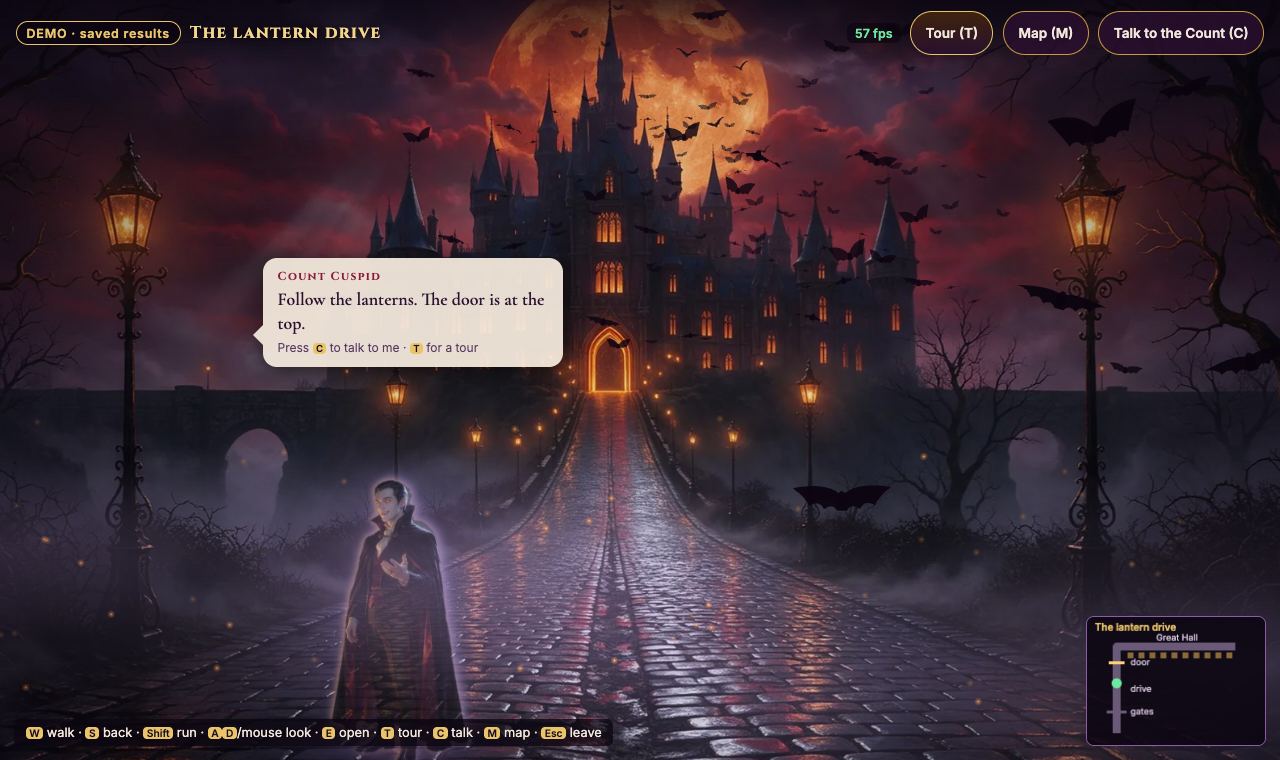 DEMO · saved results
THE LANTERN DRIVE
57 fps
Tour (T)
Map (M)
Talk to the Count (C)
COUNT CUSPID
Follow the lanterns. The door is at the
top.
Press C to talk to me · T for a tour
The lantern drive
Great Hall
door
drive
gates
W walk · S back · Shift run · A D/mouse look · E open · T tour · C talk · M map · Esc leave